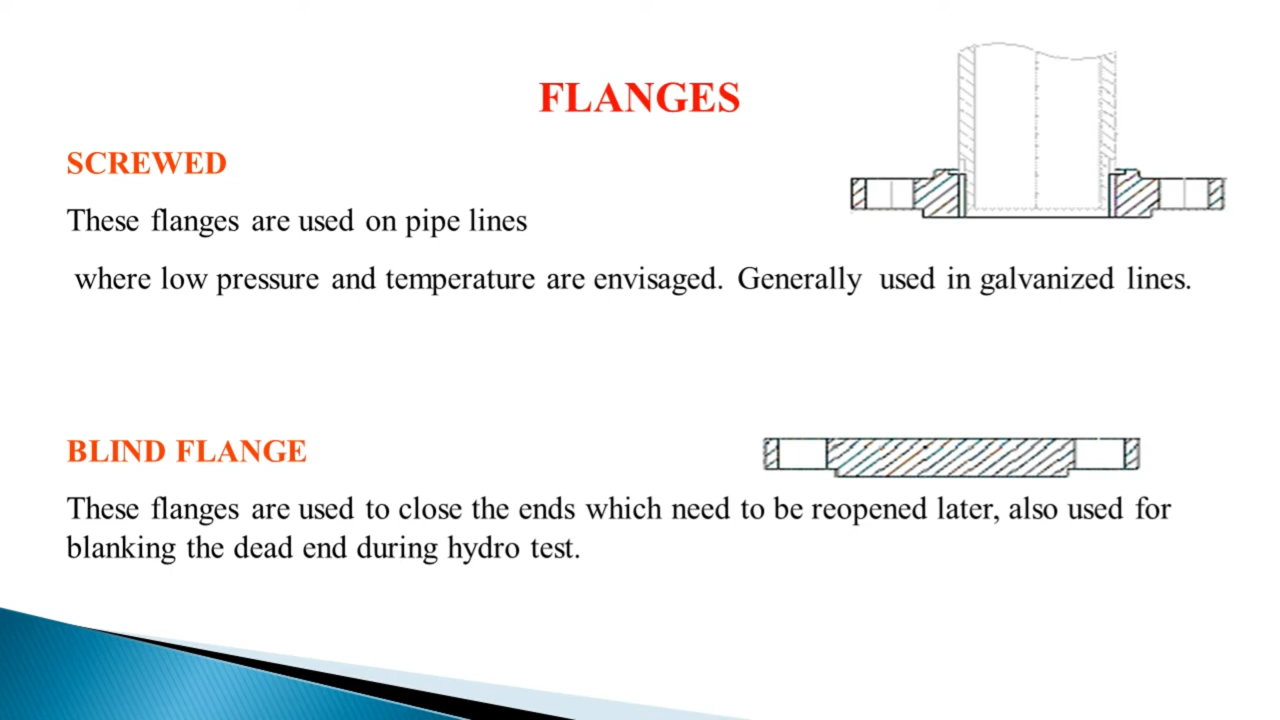 FLANGES
SCREWED
These flanges are used on pipe lines
where low pressure and temperature are envisaged. Generally used in galvanized lines.
BLIND FLANGE
These flanges are used to close the ends which need to be reopened later, also used for
blanking the dead end during hydro test.